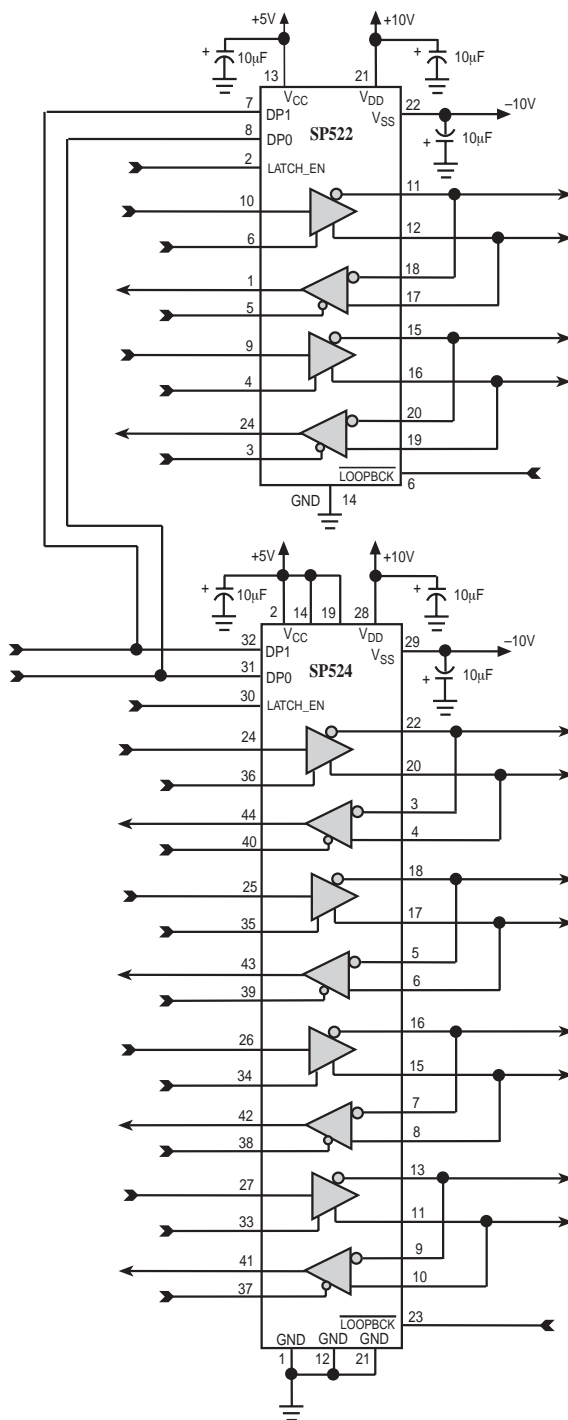 +5V +10V
+ 10µF + 10µF
13 21
7 VCC VDD 22 –10V
DP1 VSS
8 SP522
DP0 + 10µF
2
LATCH_EN
10 11
6 12
1 18
5 17
9 15
4 16
24 20
3 19
LOOPBCK
6
GND 14
+5V +10V
+ 10µF + 10µF
2 14 19 28
32 VCC VDD 29 –10V
DP1 VSS
31 SP524
DP0 + 10µF
30
LATCH_EN
24 22
36 20
44 3
40 4
25 18
35 17
43 5
39 6
26 16
34 15
42 7
38 8
27 13
33 11
41 9
37 10
LOOPBCK 23
GND GND GND
1 12 21